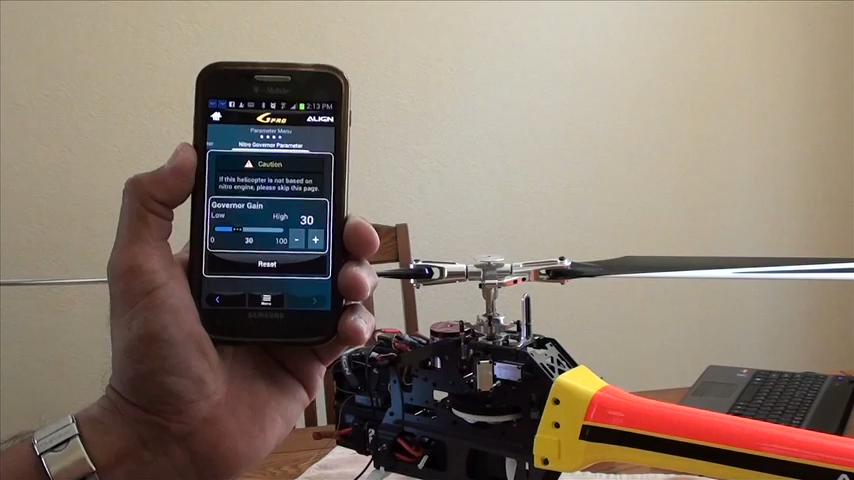 T-Mobile
2:13 PM
GPRO ALIGN
Parameter Menu
Nitro Governor Parameter
Caution
If this helicopter is not based on
nitro engine, please skip this page.
Governor Gain
Low High 30
0 30 100 - +
Reset
Menu
SAMSUNG